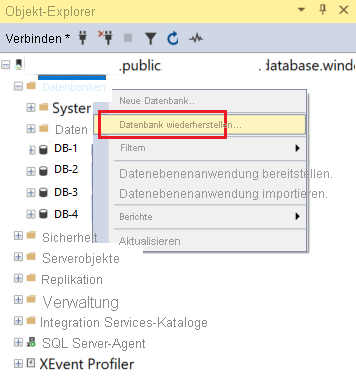 Objekt-Explorer
Verbinden *
.public. .database.windo
Datenbanken
Neue Datenbank..
System
Datenbank wiederherstellen...
Daten
DB-1
Filtern
DB-2
Datenebenenanwendung bereitstellen.
DB-3
Datenebenenanwendung importieren.
DB-4
Berichte
Sicherheit
Aktualisieren
Serverobjekte
Replikation
Verwaltung
Integration Services-Kataloge
SQL Server-Agent
XEvent Profiler